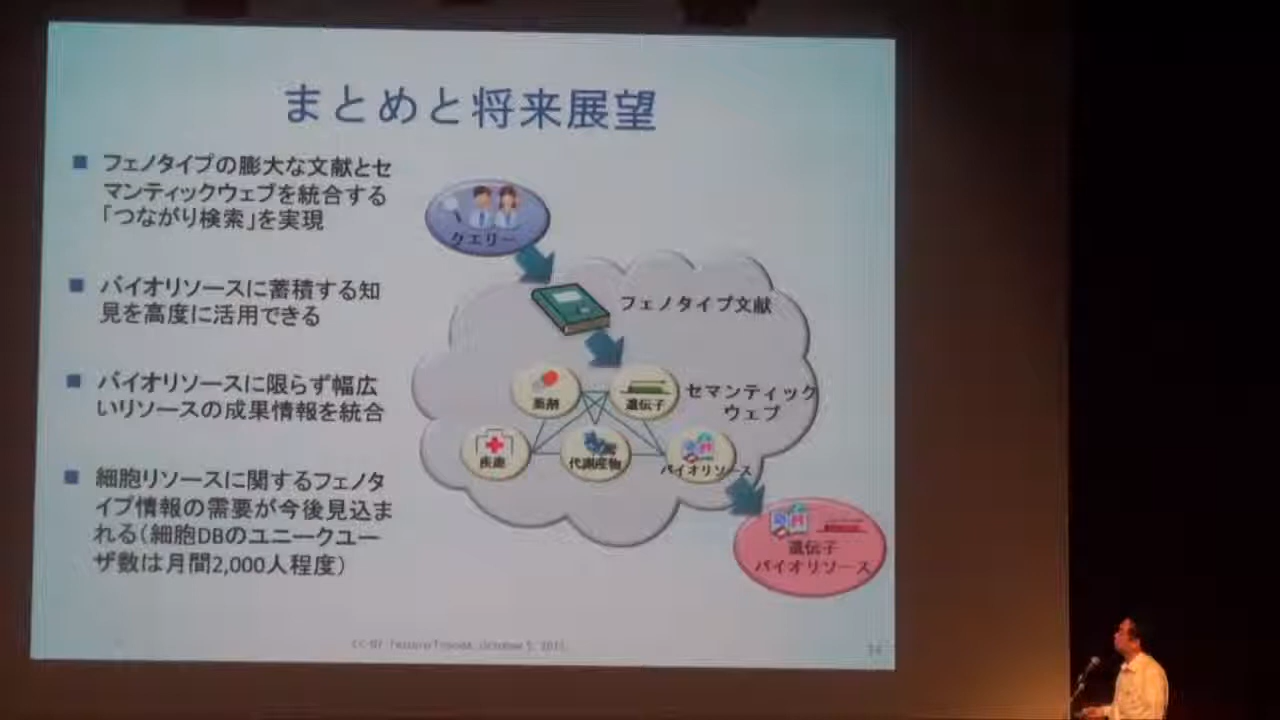 まとめと将来展望
■ フェノタイプの膨大な文献とセ
マンティックウェブを統合する
「つながり検索」を実現
■ バイオリソースに蓄積する知
見を高度に活用できる
■ バイオリソースに限らず幅広
いリソースの成果情報を統合
■ 細胞リソースに関するフェノタ
イプ情報の需要が今後見込ま
れる(細胞DBのユニークユー
ザ数は月間2,000人程度)
クエリー
フェノタイプ文献
セマンティック
ウェブ
薬剤
遺伝子
疾患
代謝産物
バイオリソース
遺伝子
バイオリソース
CC-BY October 5,